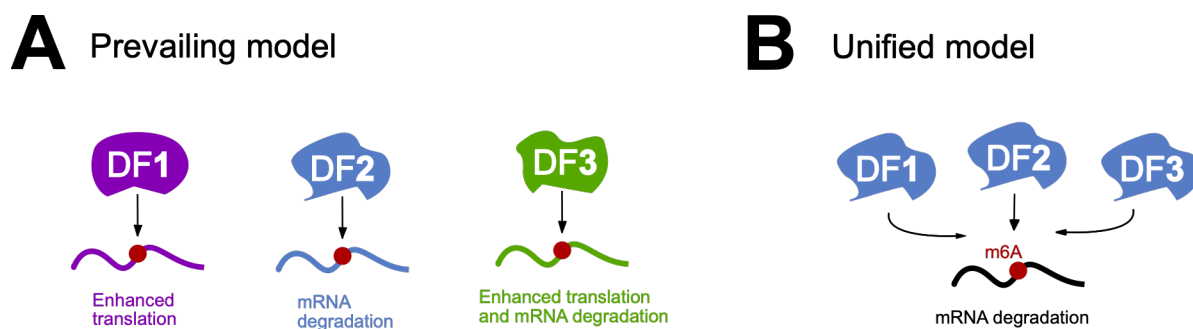 A Prevailing model
DF1
DF2
DF3
Enhanced
translation
mRNA
degradation
Enhanced translation
and mRNA degradation
B Unified model
DF1
DF2
DF3
m6A
mRNA degradation